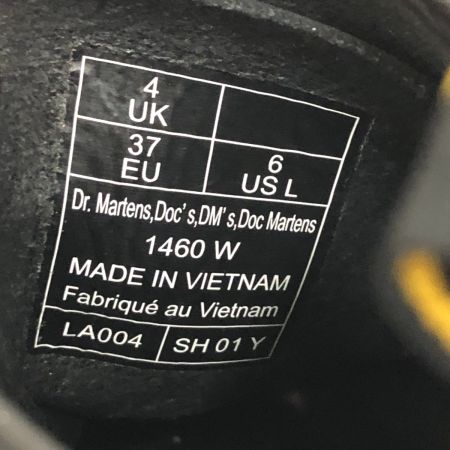 4
UK
37
EU
6
US L
Dr. Martens,Doc's,DM's,Doc Martens
1460 W
MADE IN VIETNAM
Fabriqué au Vietnam
LA004
SH 01 Y